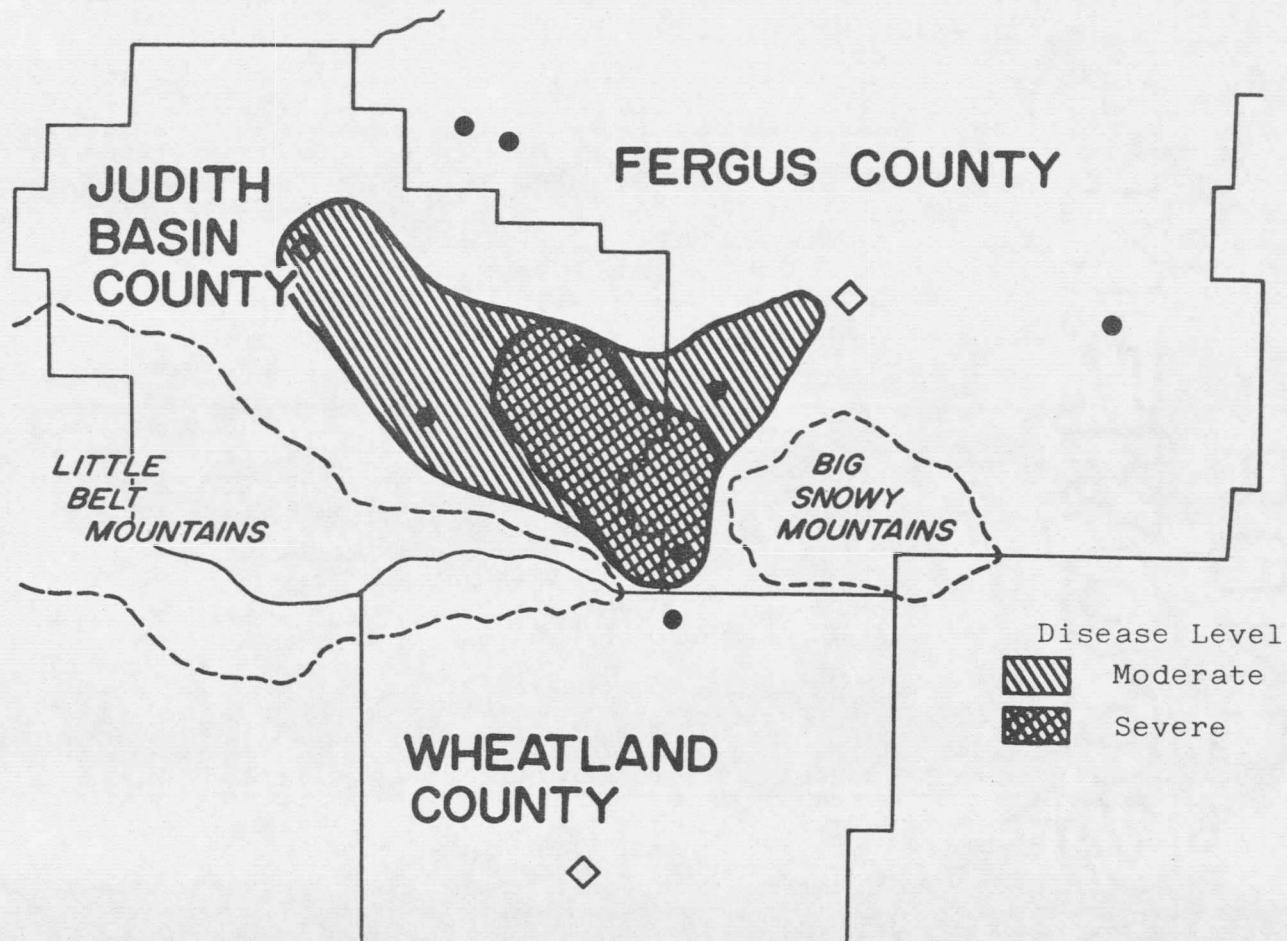 JUDITH
BASIN
COUNTY
FERGUS COUNTY
LITTLE
BELT
MOUNTAINS
BIG
SNOWY
MOUNTAINS
Disease Level
Moderate
Severe
WHEATLAND
COUNTY